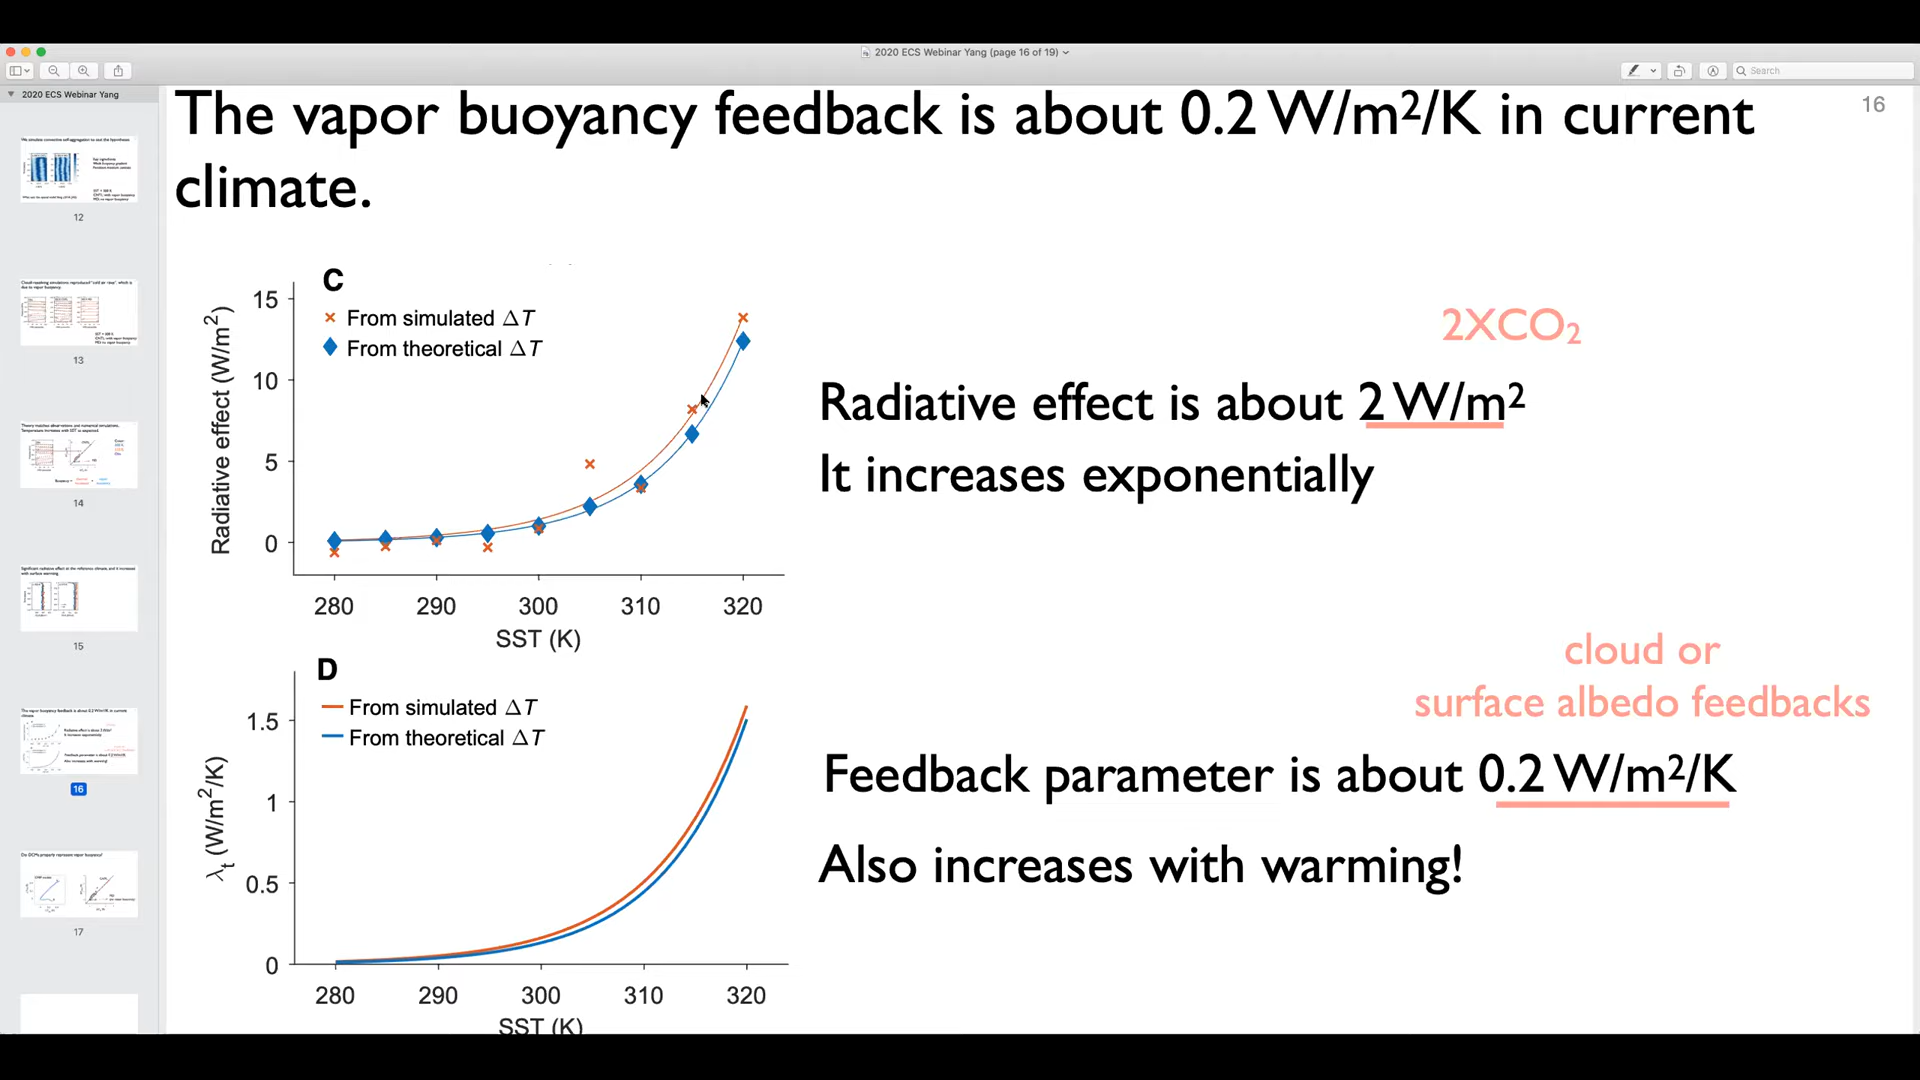 2020 ECS Webinar Yang (page 16 of 19)
Search
2020 ECS Webinar Yang
12
13
14
15
16
17
The vapor buoyancy feedback is about 0.2 W/m²/K in current
climate.
16
C
From simulated ΔT
From theoretical ΔT
Radiative effect (W/m²)
15
10
5
0
280 290 300 310 320
SST (K)
2XCO₂
Radiative effect is about 2 W/m²
It increases exponentially
D
From simulated ΔT
From theoretical ΔT
λt (W/m²/K)
1.5
1
0.5
0
280 290 300 310 320
SST (K)
cloud or
surface albedo feedbacks
Feedback parameter is about 0.2 W/m²/K
Also increases with warming!